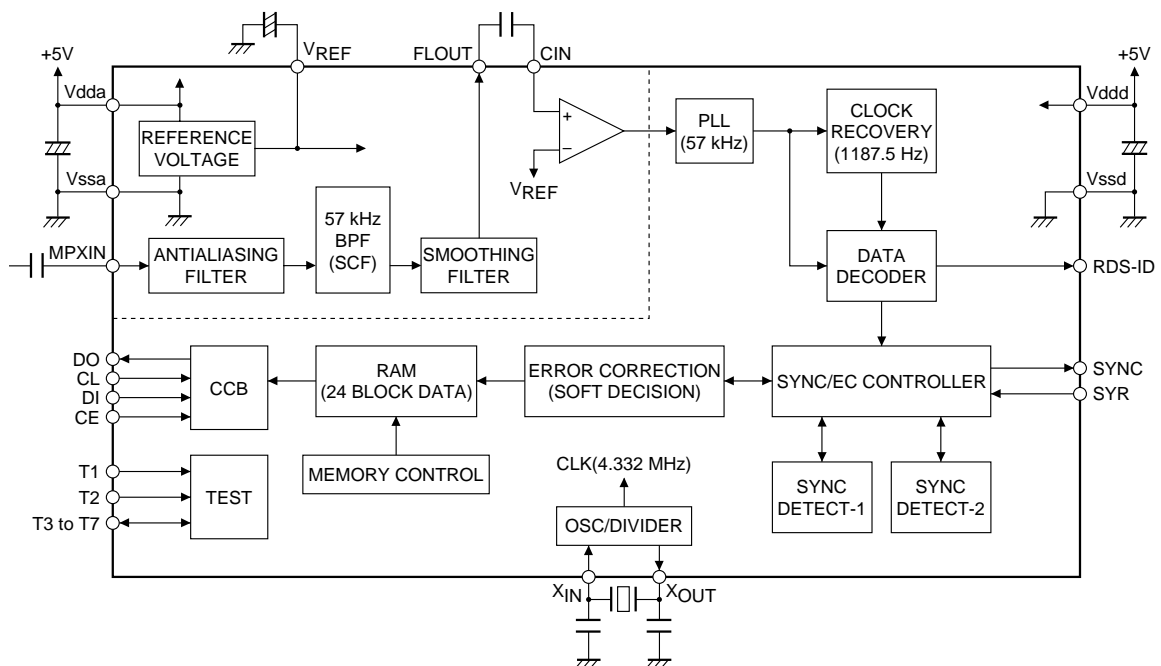 +5V
VREF
FLOUT
CIN
+5V
Vdda
Vddd
REFERENCE
VOLTAGE
+
−
VREF
PLL
(57 kHz)
CLOCK
RECOVERY
(1187.5 Hz)
Vssa
Vssd
MPXIN
ANTIALIASING
FILTER
57 kHz
BPF
(SCF)
SMOOTHING
FILTER
DATA
DECODER
RDS-ID
DO
CL
DI
CE
CCB
RAM
(24 BLOCK DATA)
ERROR CORRECTION
(SOFT DECISION)
SYNC/EC CONTROLLER
SYNC
SYR
T1
T2
T3 to T7
TEST
MEMORY CONTROL
CLK(4.332 MHz)
OSC/DIVIDER
SYNC
DETECT-1
SYNC
DETECT-2
XIN
XOUT